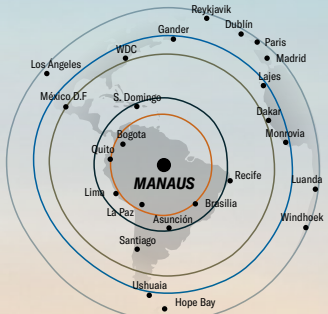 Reykjavik
Dublín
Gander
Paris
WDC
Madrid
Los Angeles
Lajes
México D.F
S. Domingo
Dakar
Bogota
Monrovia
Quito
MANAUS
Recife
Luanda
Lima
Brasilia
La Paz
Asunción
Windhoek
Santiago
Ushuaia
Hope Bay